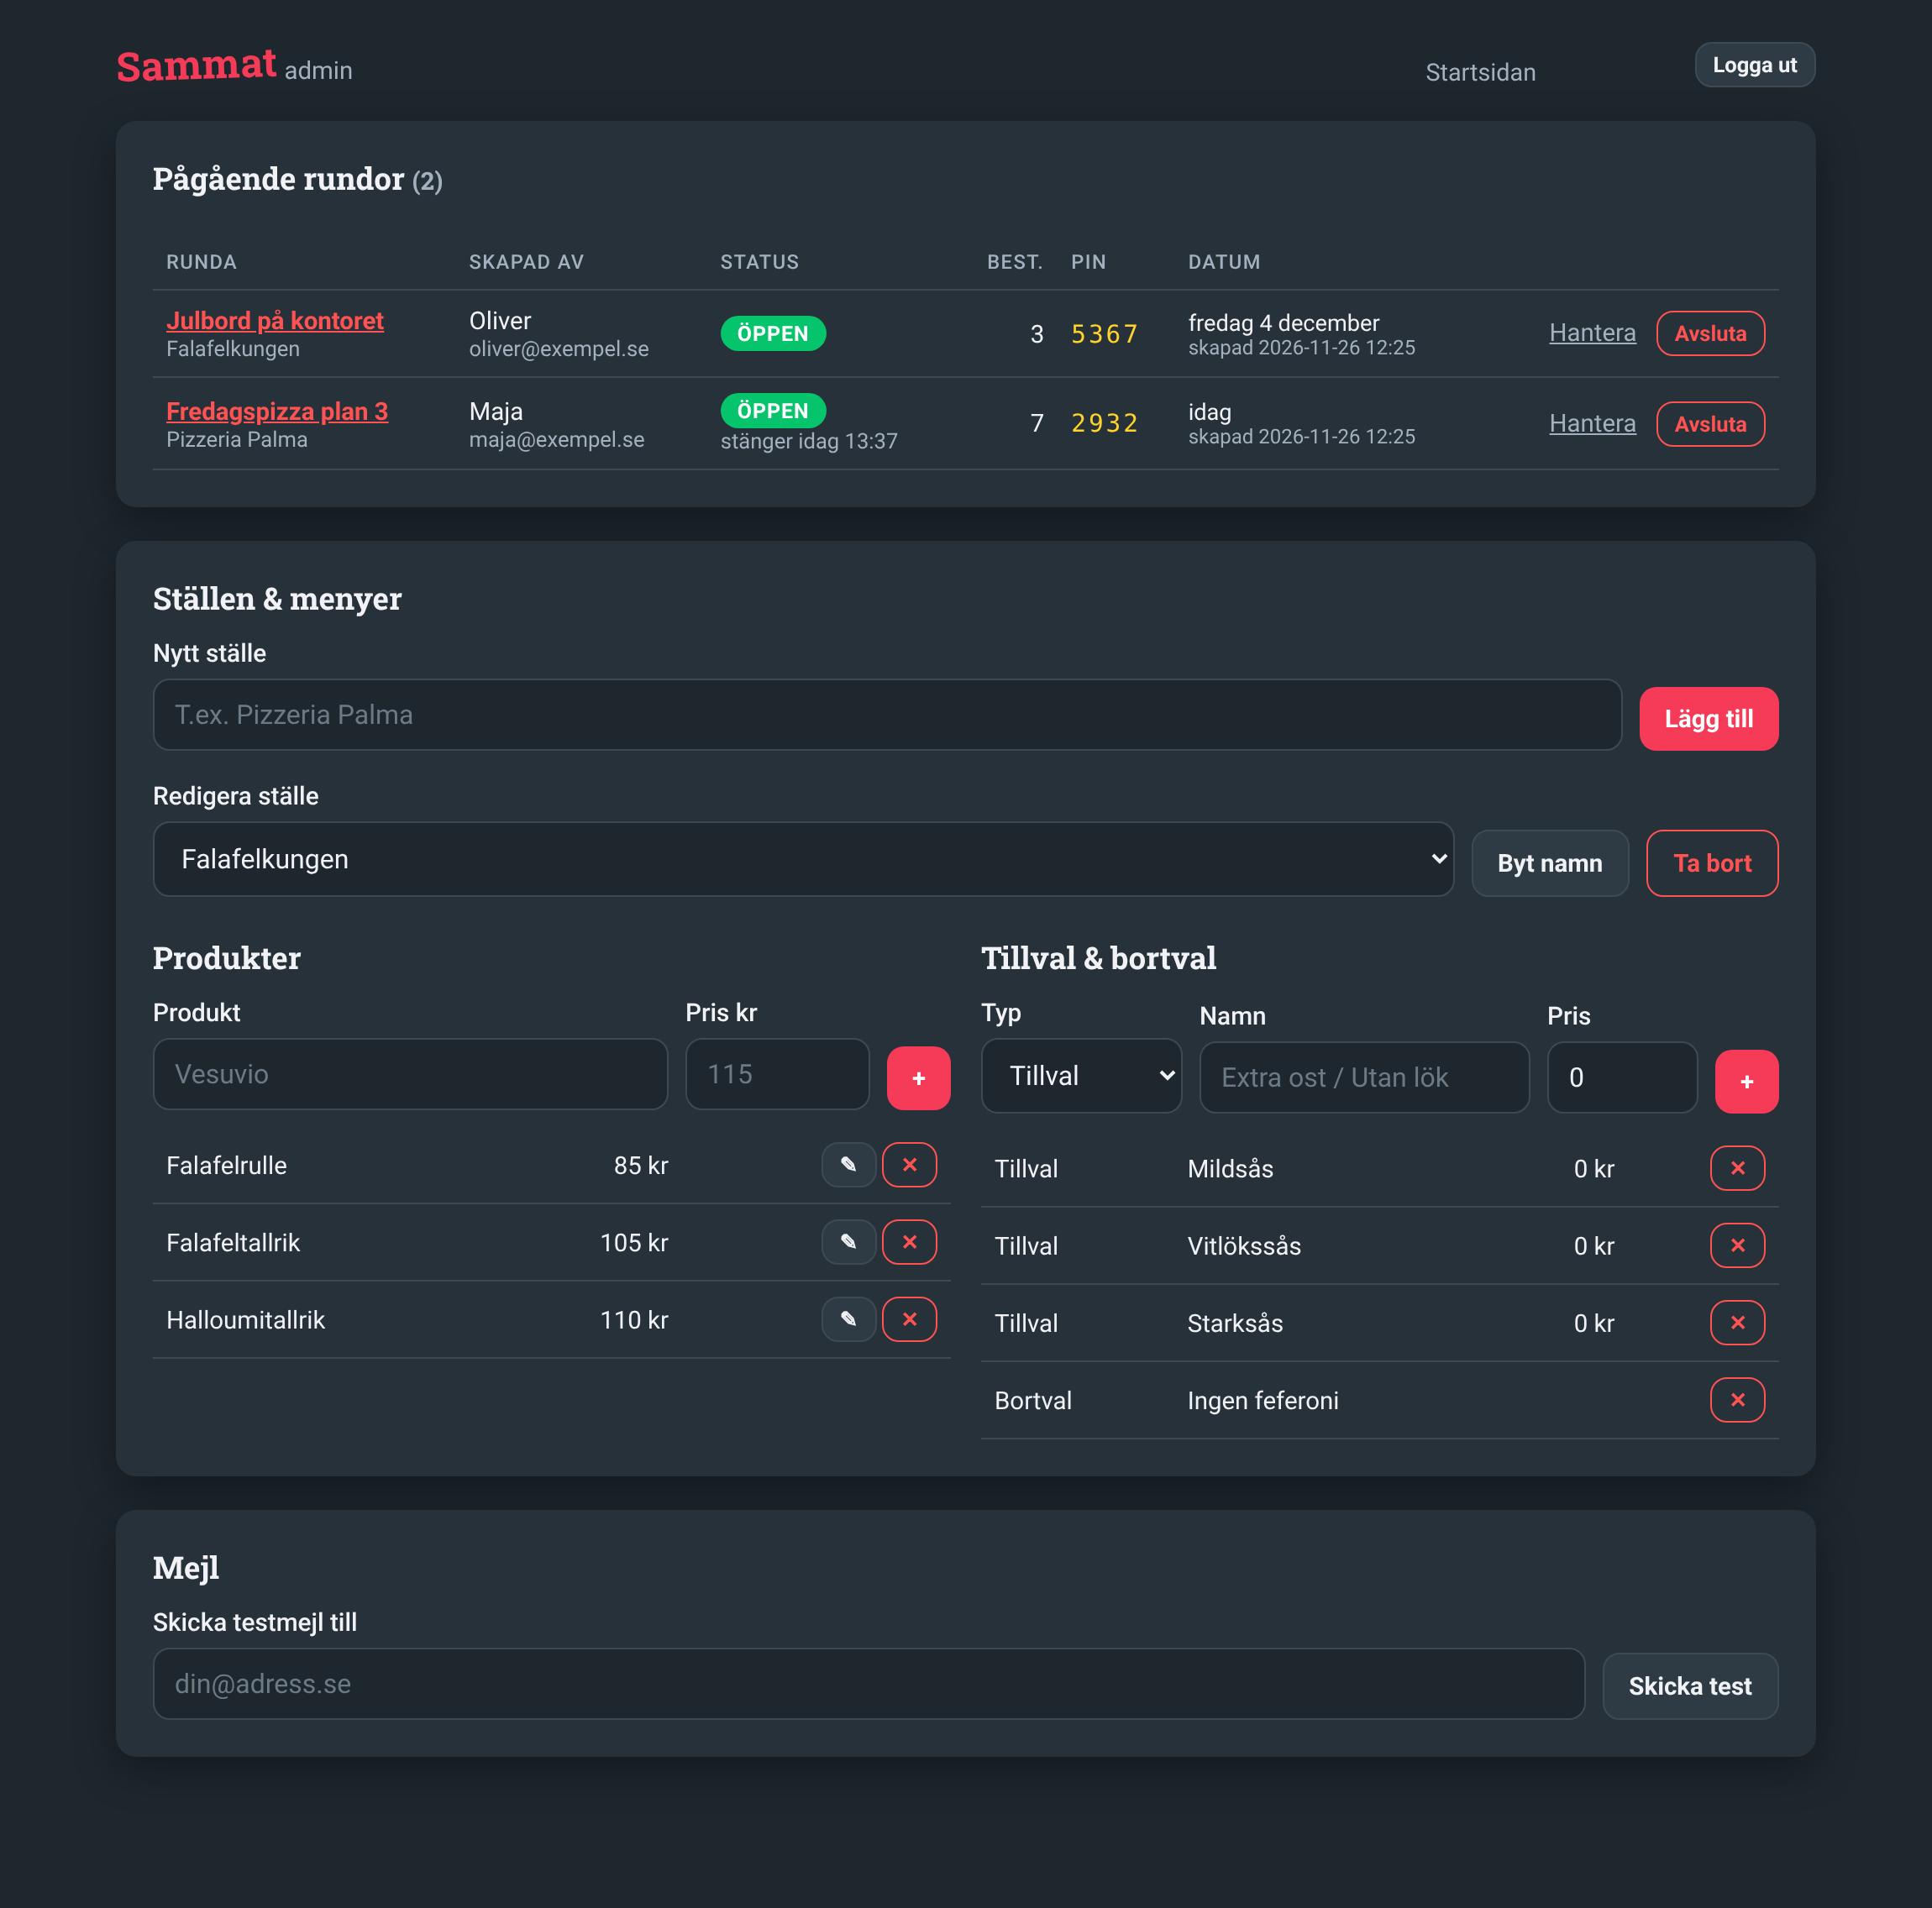 Sammat admin
Startsidan
Logga ut
Pågående rundor (2)
RUNDA SKAPAD AV STATUS BEST. PIN DATUM
Julbord på kontoret Oliver ÖPPEN 3 5367 fredag 4 december Hantera Avsluta
Falafelkungen oliver@exempel.se skapad 2026-11-26 12:25
Fredagspizza plan 3 Maja ÖPPEN 7 2932 idag Hantera Avsluta
Pizzeria Palma maja@exempel.se stänger idag 13:37 skapad 2026-11-26 12:25
Ställen & menyer
Nytt ställe
T.ex. Pizzeria Palma Lägg till
Redigera ställe
Falafelkungen Byt namn Ta bort
Produkter
Produkt Pris kr
Vesuvio 115 +
Falafelrulle 85 kr ✎ ✕
Falafeltallrik 105 kr ✎ ✕
Halloumitallrik 110 kr ✎ ✕
Tillval & bortval
Typ Namn Pris
Tillval Extra ost / Utan lök 0 +
Tillval Mildsås 0 kr ✕
Tillval Vitlökssås 0 kr ✕
Tillval Starksås 0 kr ✕
Bortval Ingen feferoni ✕
Mejl
Skicka testmejl till
din@adress.se Skicka test